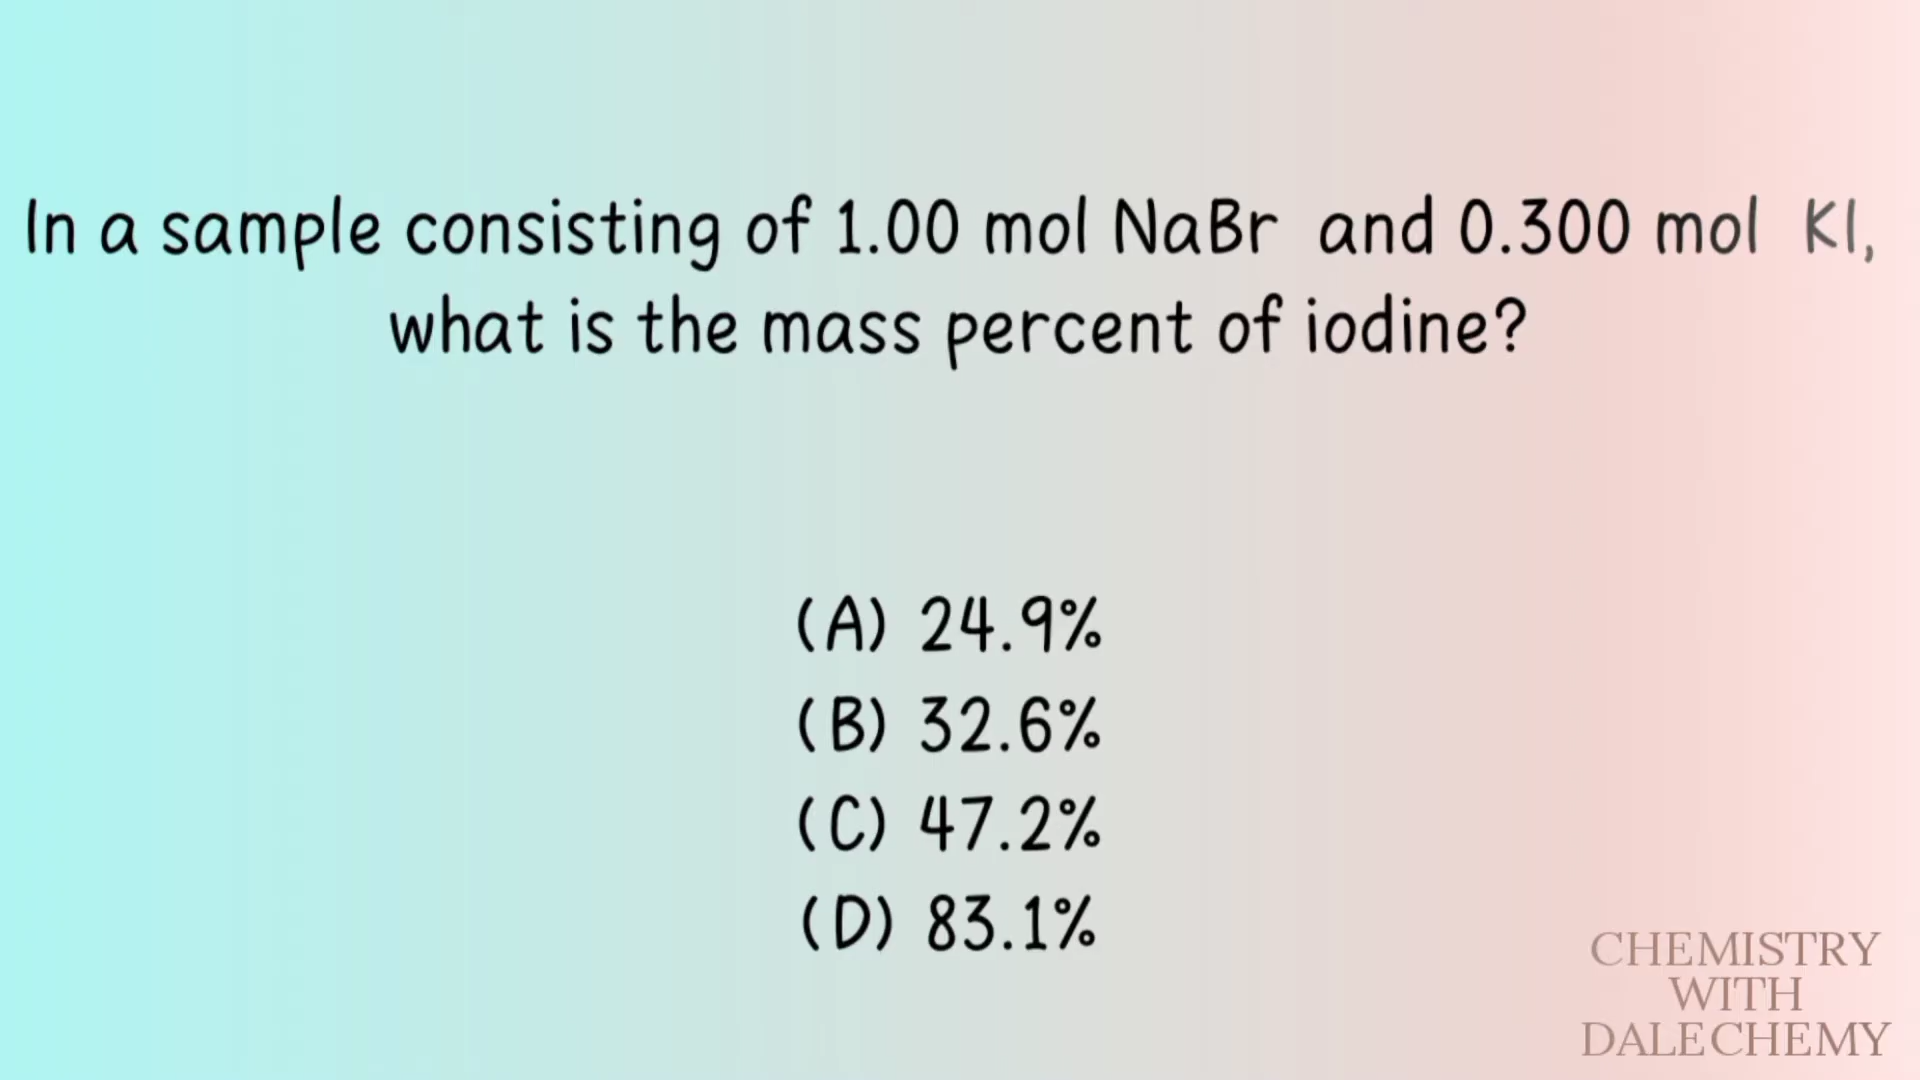 In a sample consisting of 1.00 mol NaBr and 0.300 mol KI,
what is the mass percent of iodine?
(A) 24.9%
(B) 32.6%
(C) 47.2%
(D) 83.1%
CHEMISTRY
WITH
DALECHEMY